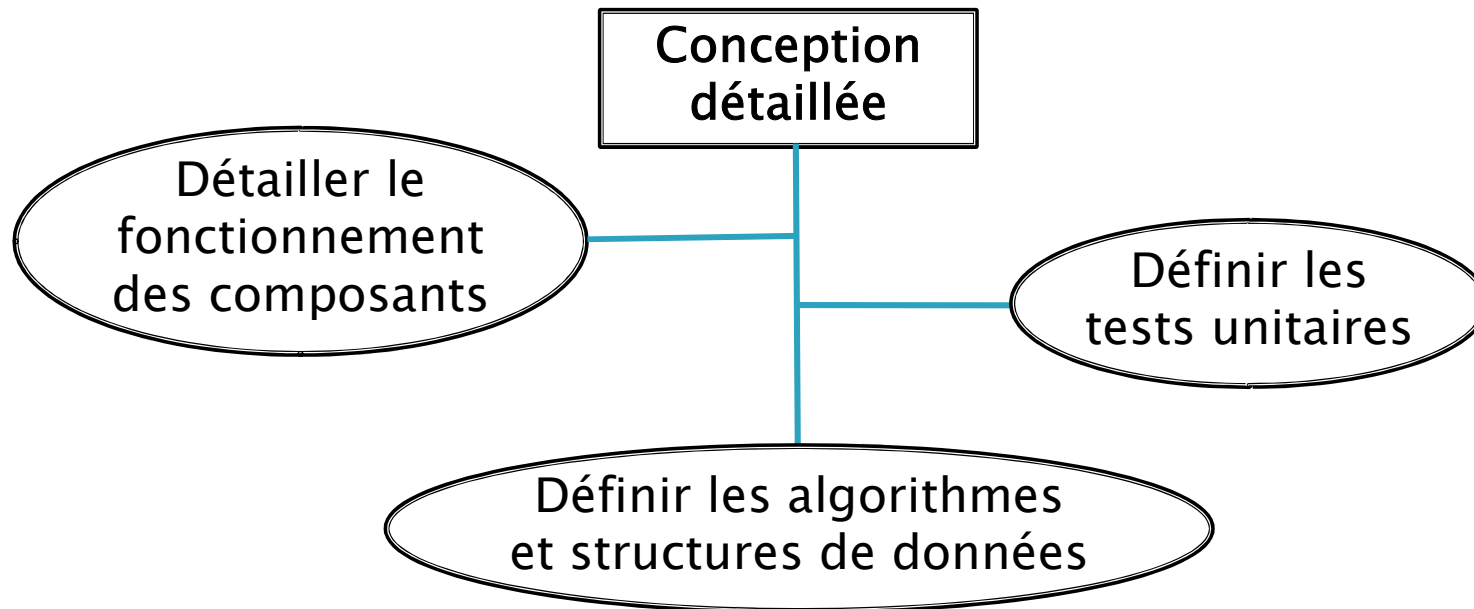 Conception
détaillée
Détailler le
fonctionnement
des composants
Définir les
tests unitaires
Définir les algorithmes
et structures de données